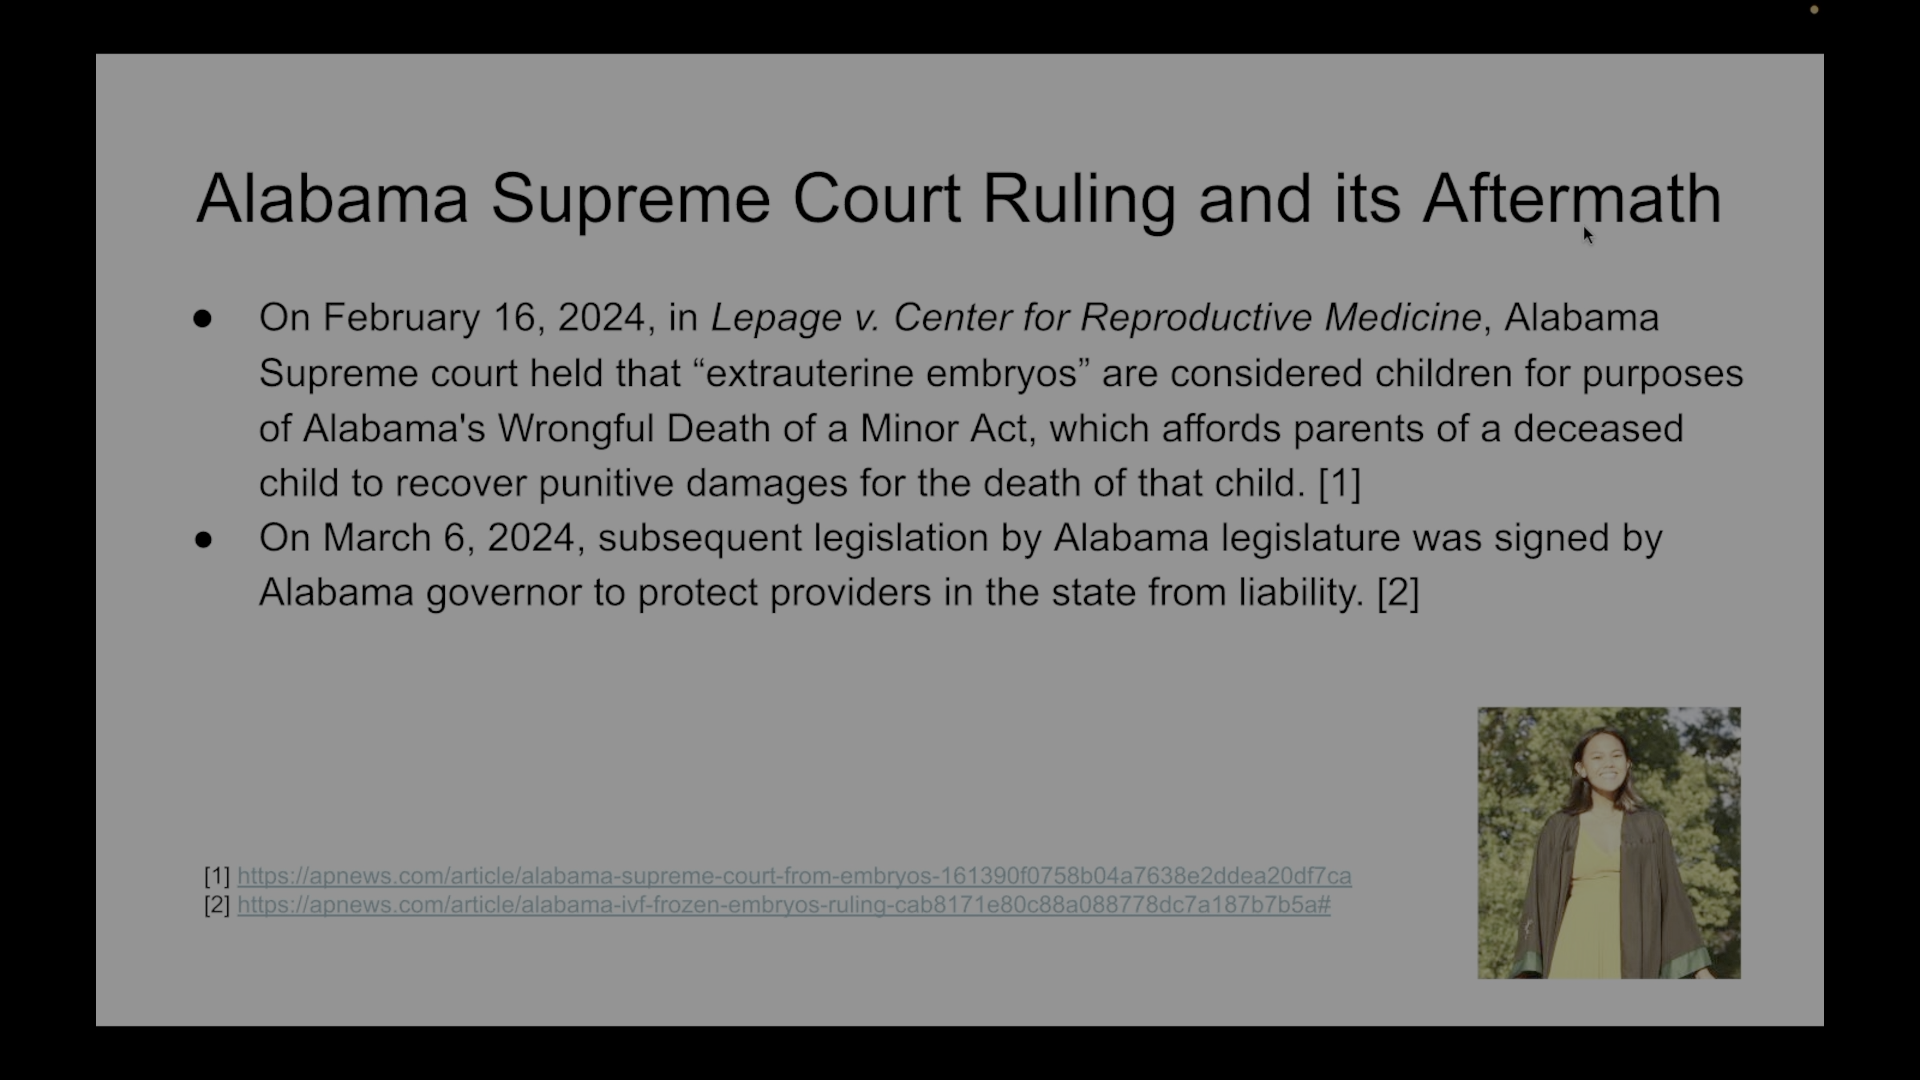 Alabama Supreme Court Ruling and its Aftermath
● On February 16, 2024, in Lepage v. Center for Reproductive Medicine, Alabama
Supreme court held that “extrauterine embryos” are considered children for purposes
of Alabama's Wrongful Death of a Minor Act, which affords parents of a deceased
child to recover punitive damages for the death of that child. [1]
● On March 6, 2024, subsequent legislation by Alabama legislature was signed by
Alabama governor to protect providers in the state from liability. [2]
[1] https://apnews.com/article/alabama-supreme-court-from-embryos-161390f0758b04a7638e2ddea20df7ca
[2] https://apnews.com/article/alabama-ivf-frozen-embryos-ruling-cab8171e80c88a088778dc7a187b7b5a#